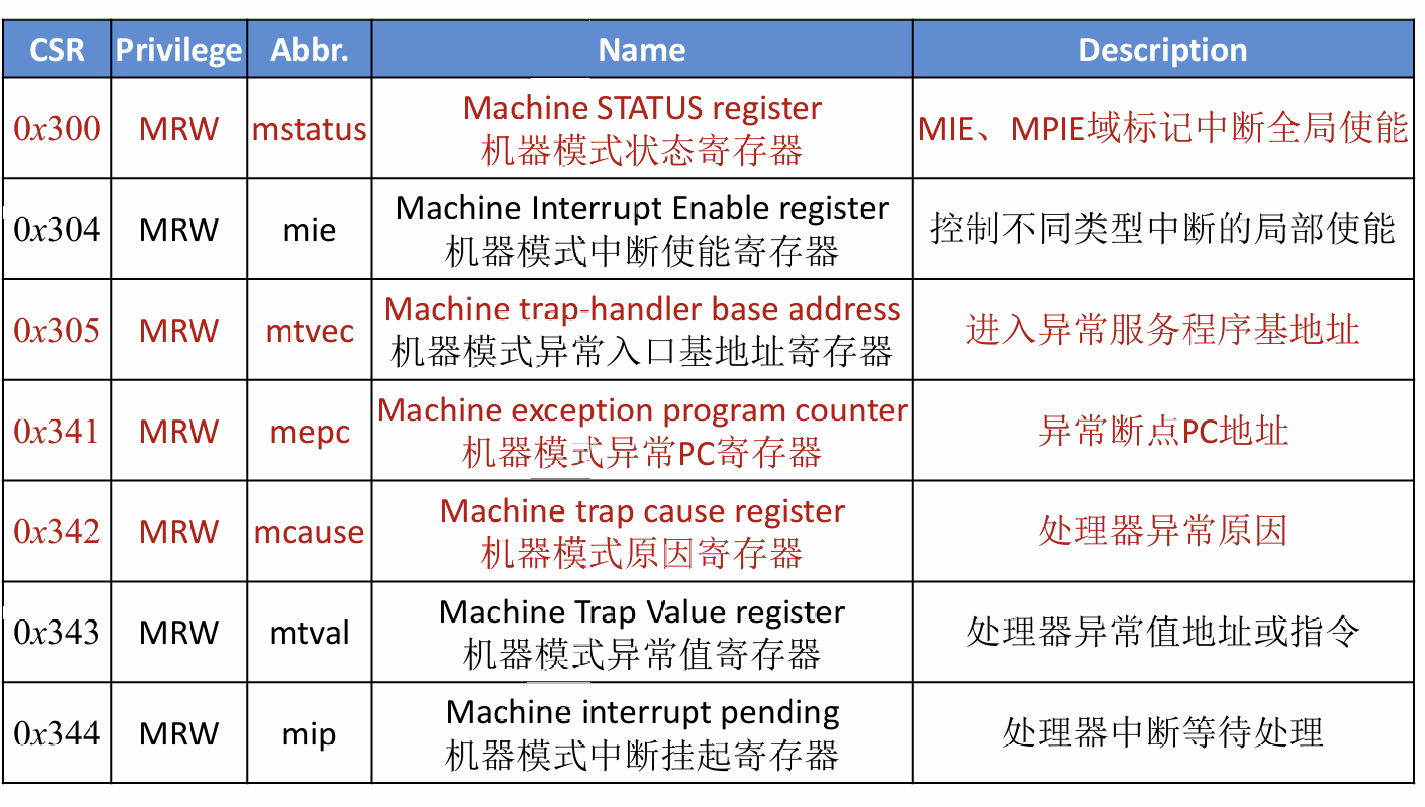 CSR Privilege Abbr. Name Description
0x300 MRW mstatus Machine STATUS register
机器模式状态寄存器 MIE、MPIE域标记中断全局使能
0x304 MRW mie Machine Interrupt Enable register
机器模式中断使能寄存器 控制不同类型中断的局部使能
0x305 MRW mtvec Machine trap-handler base address
机器模式异常入口基地址寄存器 进入异常服务程序基地址
0x341 MRW mepc Machine exception program counter
机器模式异常PC寄存器 异常断点PC地址
0x342 MRW mcause Machine trap cause register
机器模式原因寄存器 处理器异常原因
0x343 MRW mtval Machine Trap Value register
机器模式异常值寄存器 处理器异常值地址或指令
0x344 MRW mip Machine interrupt pending
机器模式中断挂起寄存器 处理器中断等待处理